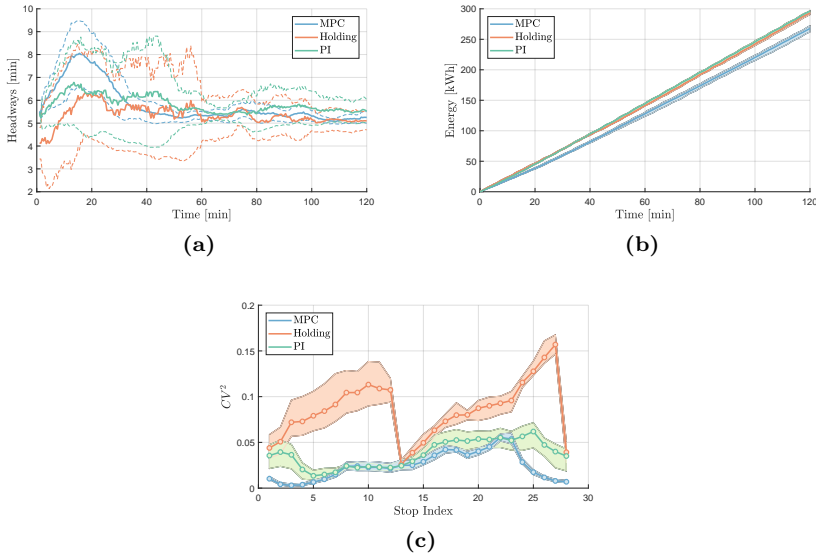 10
9
8
7
6
5
4
3
2
Headways [min]
0 20 40 60 80 100 120
Time [min]
MPC
Holding
PI
(a)
300
250
200
150
100
50
0
Energy [kWh]
0 20 40 60 80 100 120
Time [min]
MPC
Holding
PI
(b)
0.2
0.15
0.1
0.05
0
CV²
0 5 10 15 20 25 30
Stop Index
MPC
Holding
PI
(c)